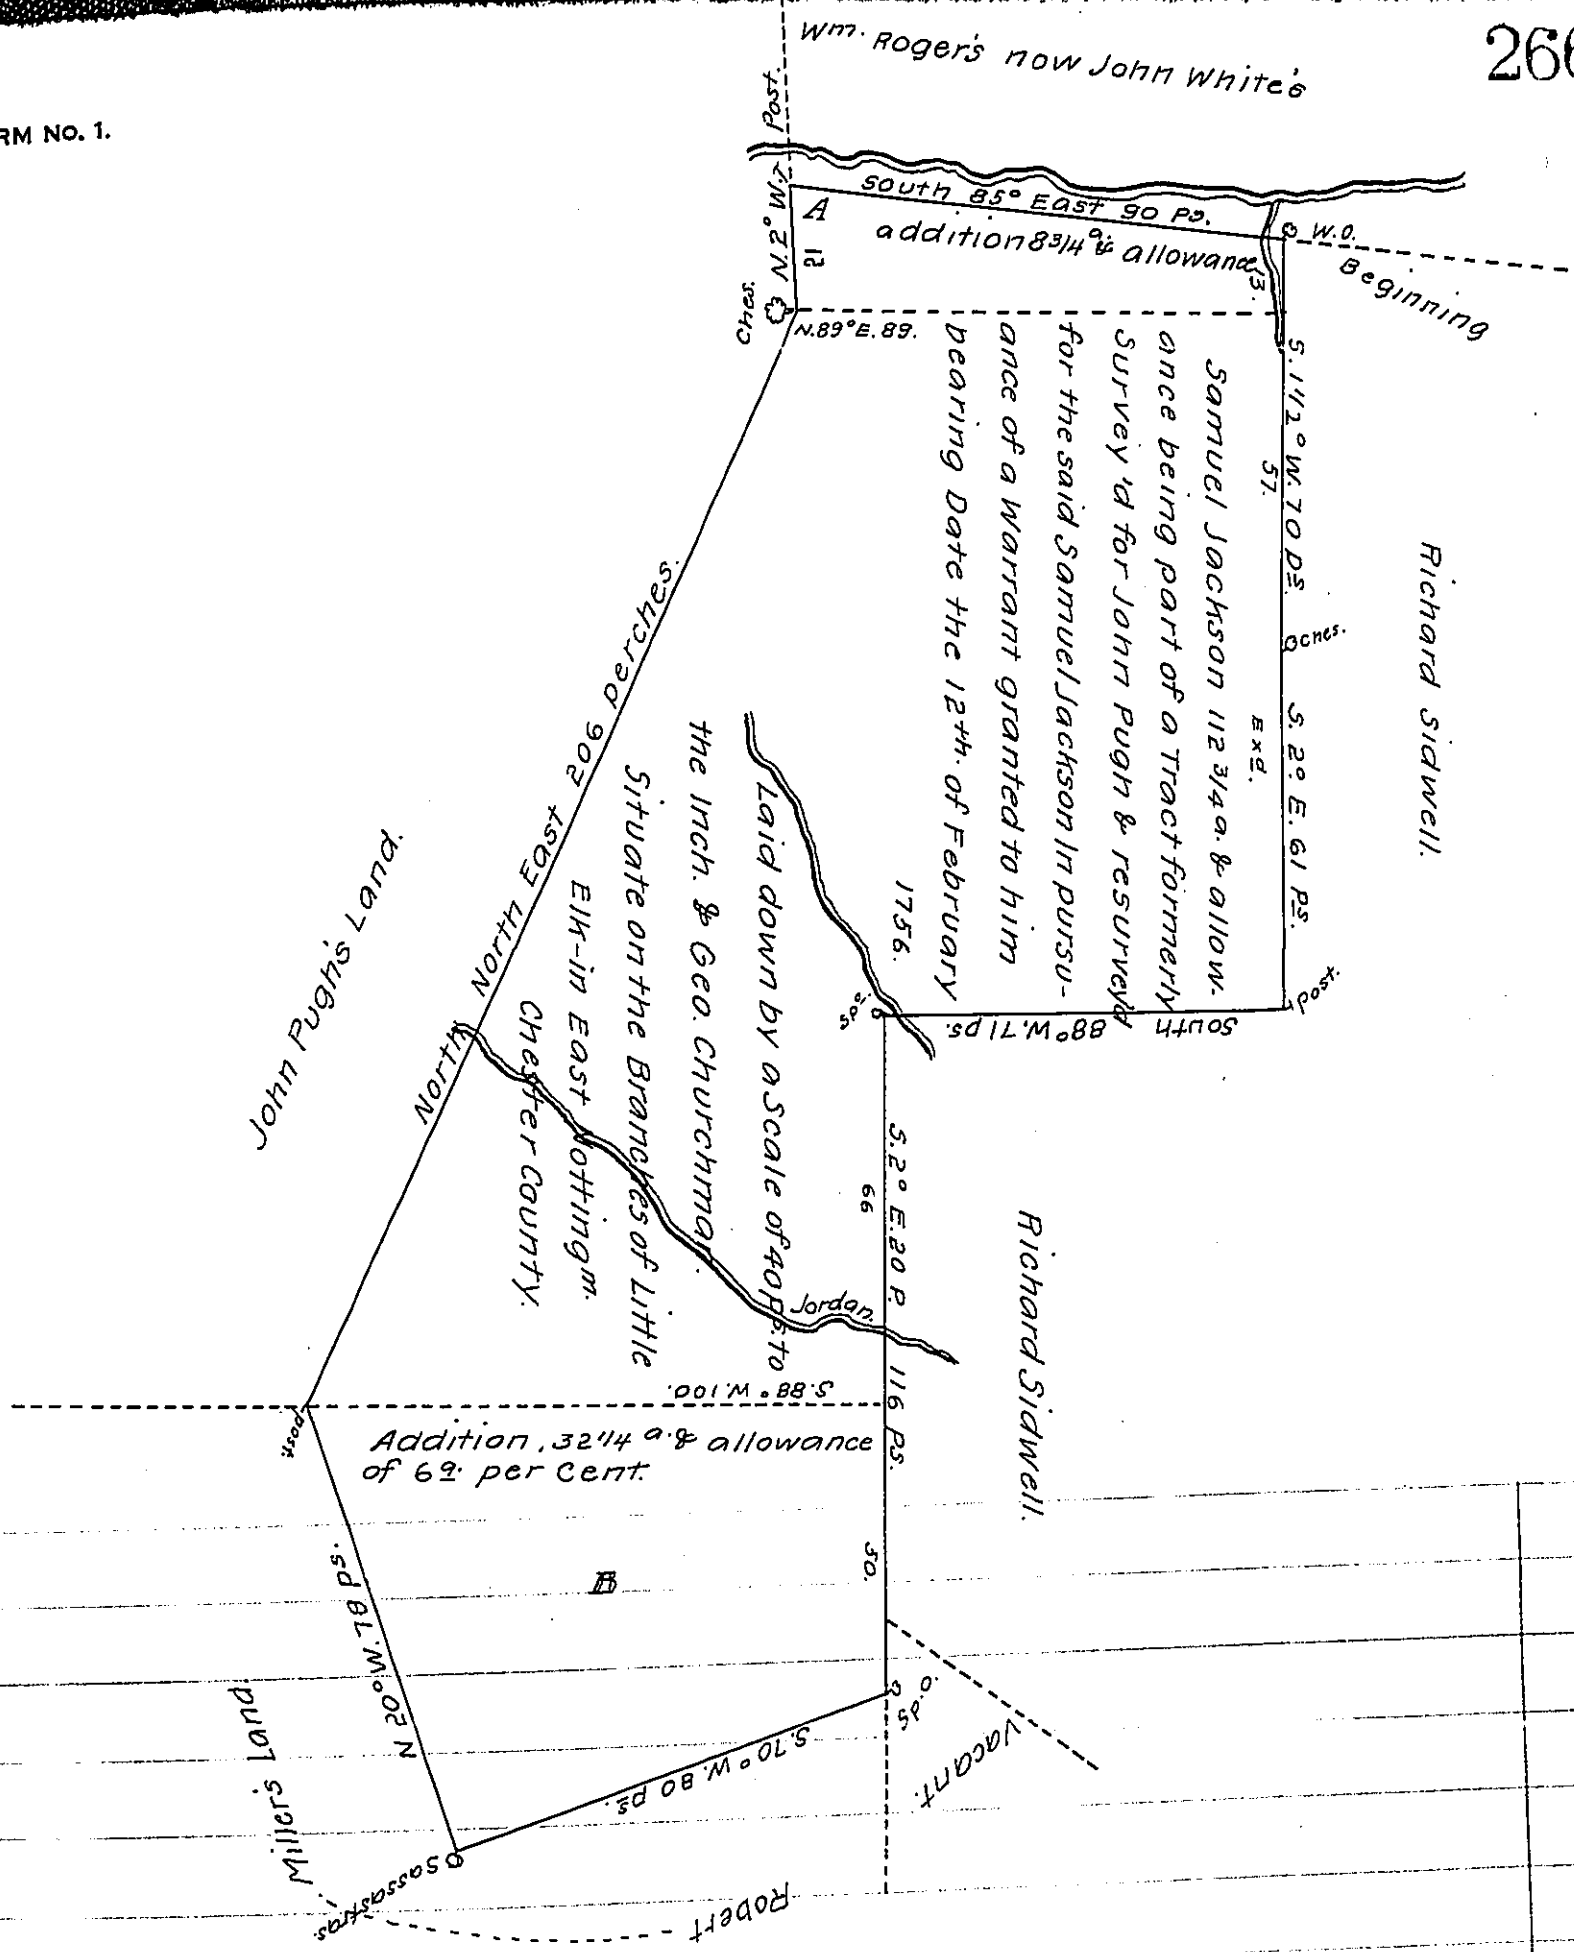 266
RM NO. 1.
Wm. Roger's now John White's
Post.
N.2° W.
12
Ches.
A
South 85° East 90 Ps.
addition 8 3/4 a. & allowance
13.
W.O.
Beginning
N.89°E.89.
S. 1 1/2° W. 70 ps.
57.
Ches.
S. 2° E. 61 ps.
Exd.
Post.
Richard Sidwell.
Samuel Jackson 112 3/4 a. & allow-
ance being part of a Tract formerly
Survey'd for John Pugh & resurvey'd
for the said Samuel Jackson In pursu-
ance of a Warrant granted to him
bearing Date the 12th. of February
1756.
South 88° W. 71 ps.
Sp.o.
Laid down by a Scale of 40 Ps. to
the Inch. & Geo. Churchman.
Situate on the Branches of Little
Elk-in East Nottingm.
Chester County.
North North East 206 perches.
John Pugh's Land.
S. 2° E. 20 P.
66
Jordan.
116 Ps.
50.
Richard Sidwell.
S. 88° W. 100.
post.
Addition, 32 1/4 a. & allowance
of 6 a. per Cent.
B
N 20° W. 78 ps.
S. 70° W. 80 ps.
Sp.O.
Vacant.
Sassastras.
Robert
Miller's Land